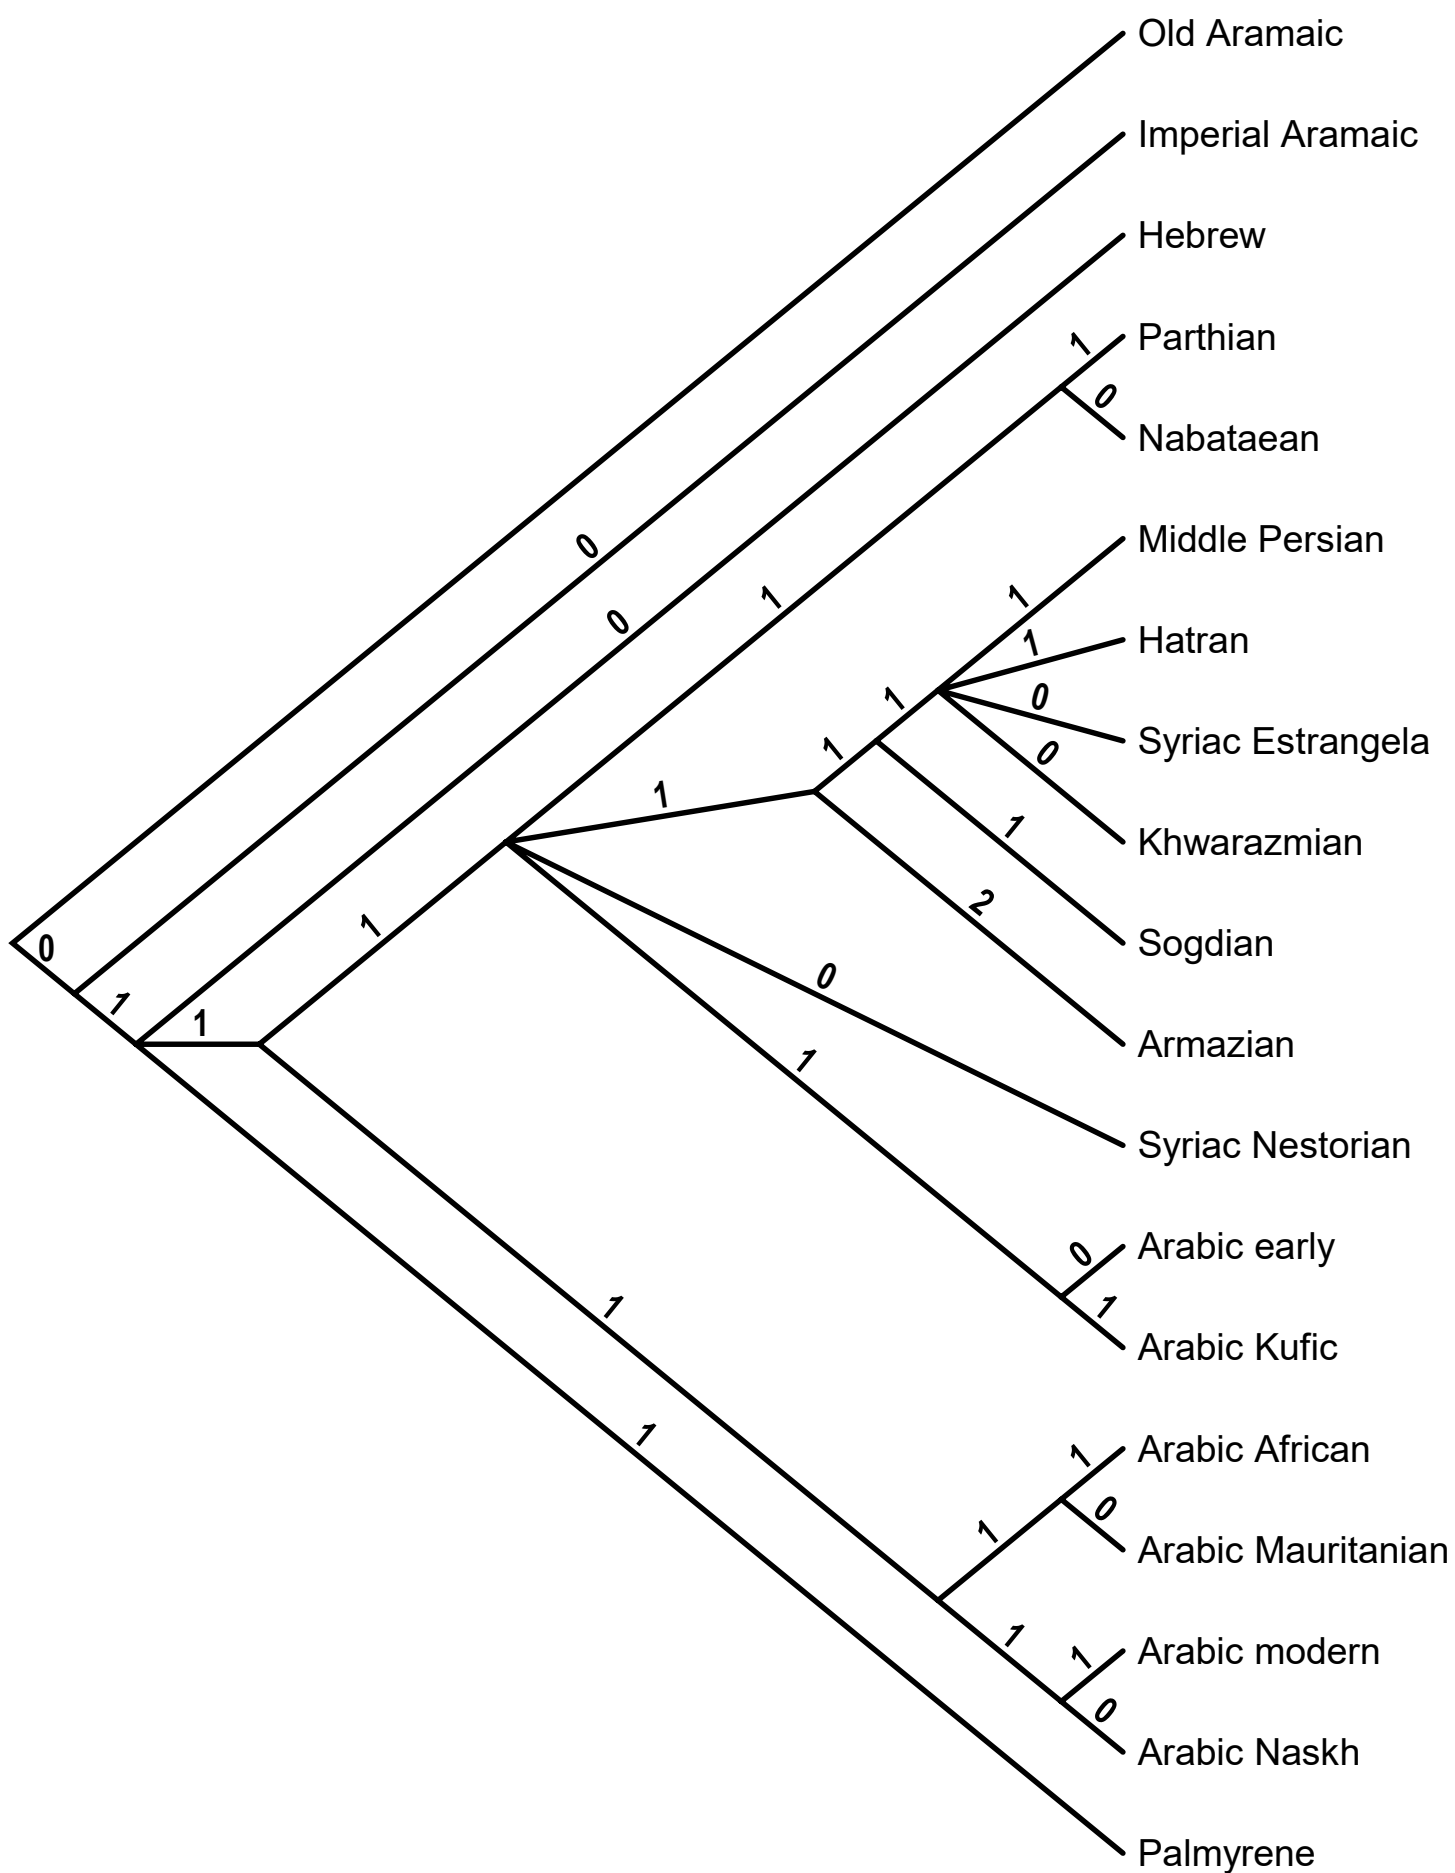 Old Aramaic
Imperial Aramaic
Hebrew
1 Parthian
0
Nabataean
Middle Persian
0
1
1
0
1 Hatran
1
0
Syriac Estrangela
1
0
1
Khwarazmian
1
2
1 Sogdian
0
0
1
1
1
Armazian
Syriac Nestorian
0 Arabic early
1
1
Arabic Kufic
1
1 Arabic African
0
1
Arabic Mauritanian
1
1 Arabic modern
0
Arabic Naskh
Palmyrene